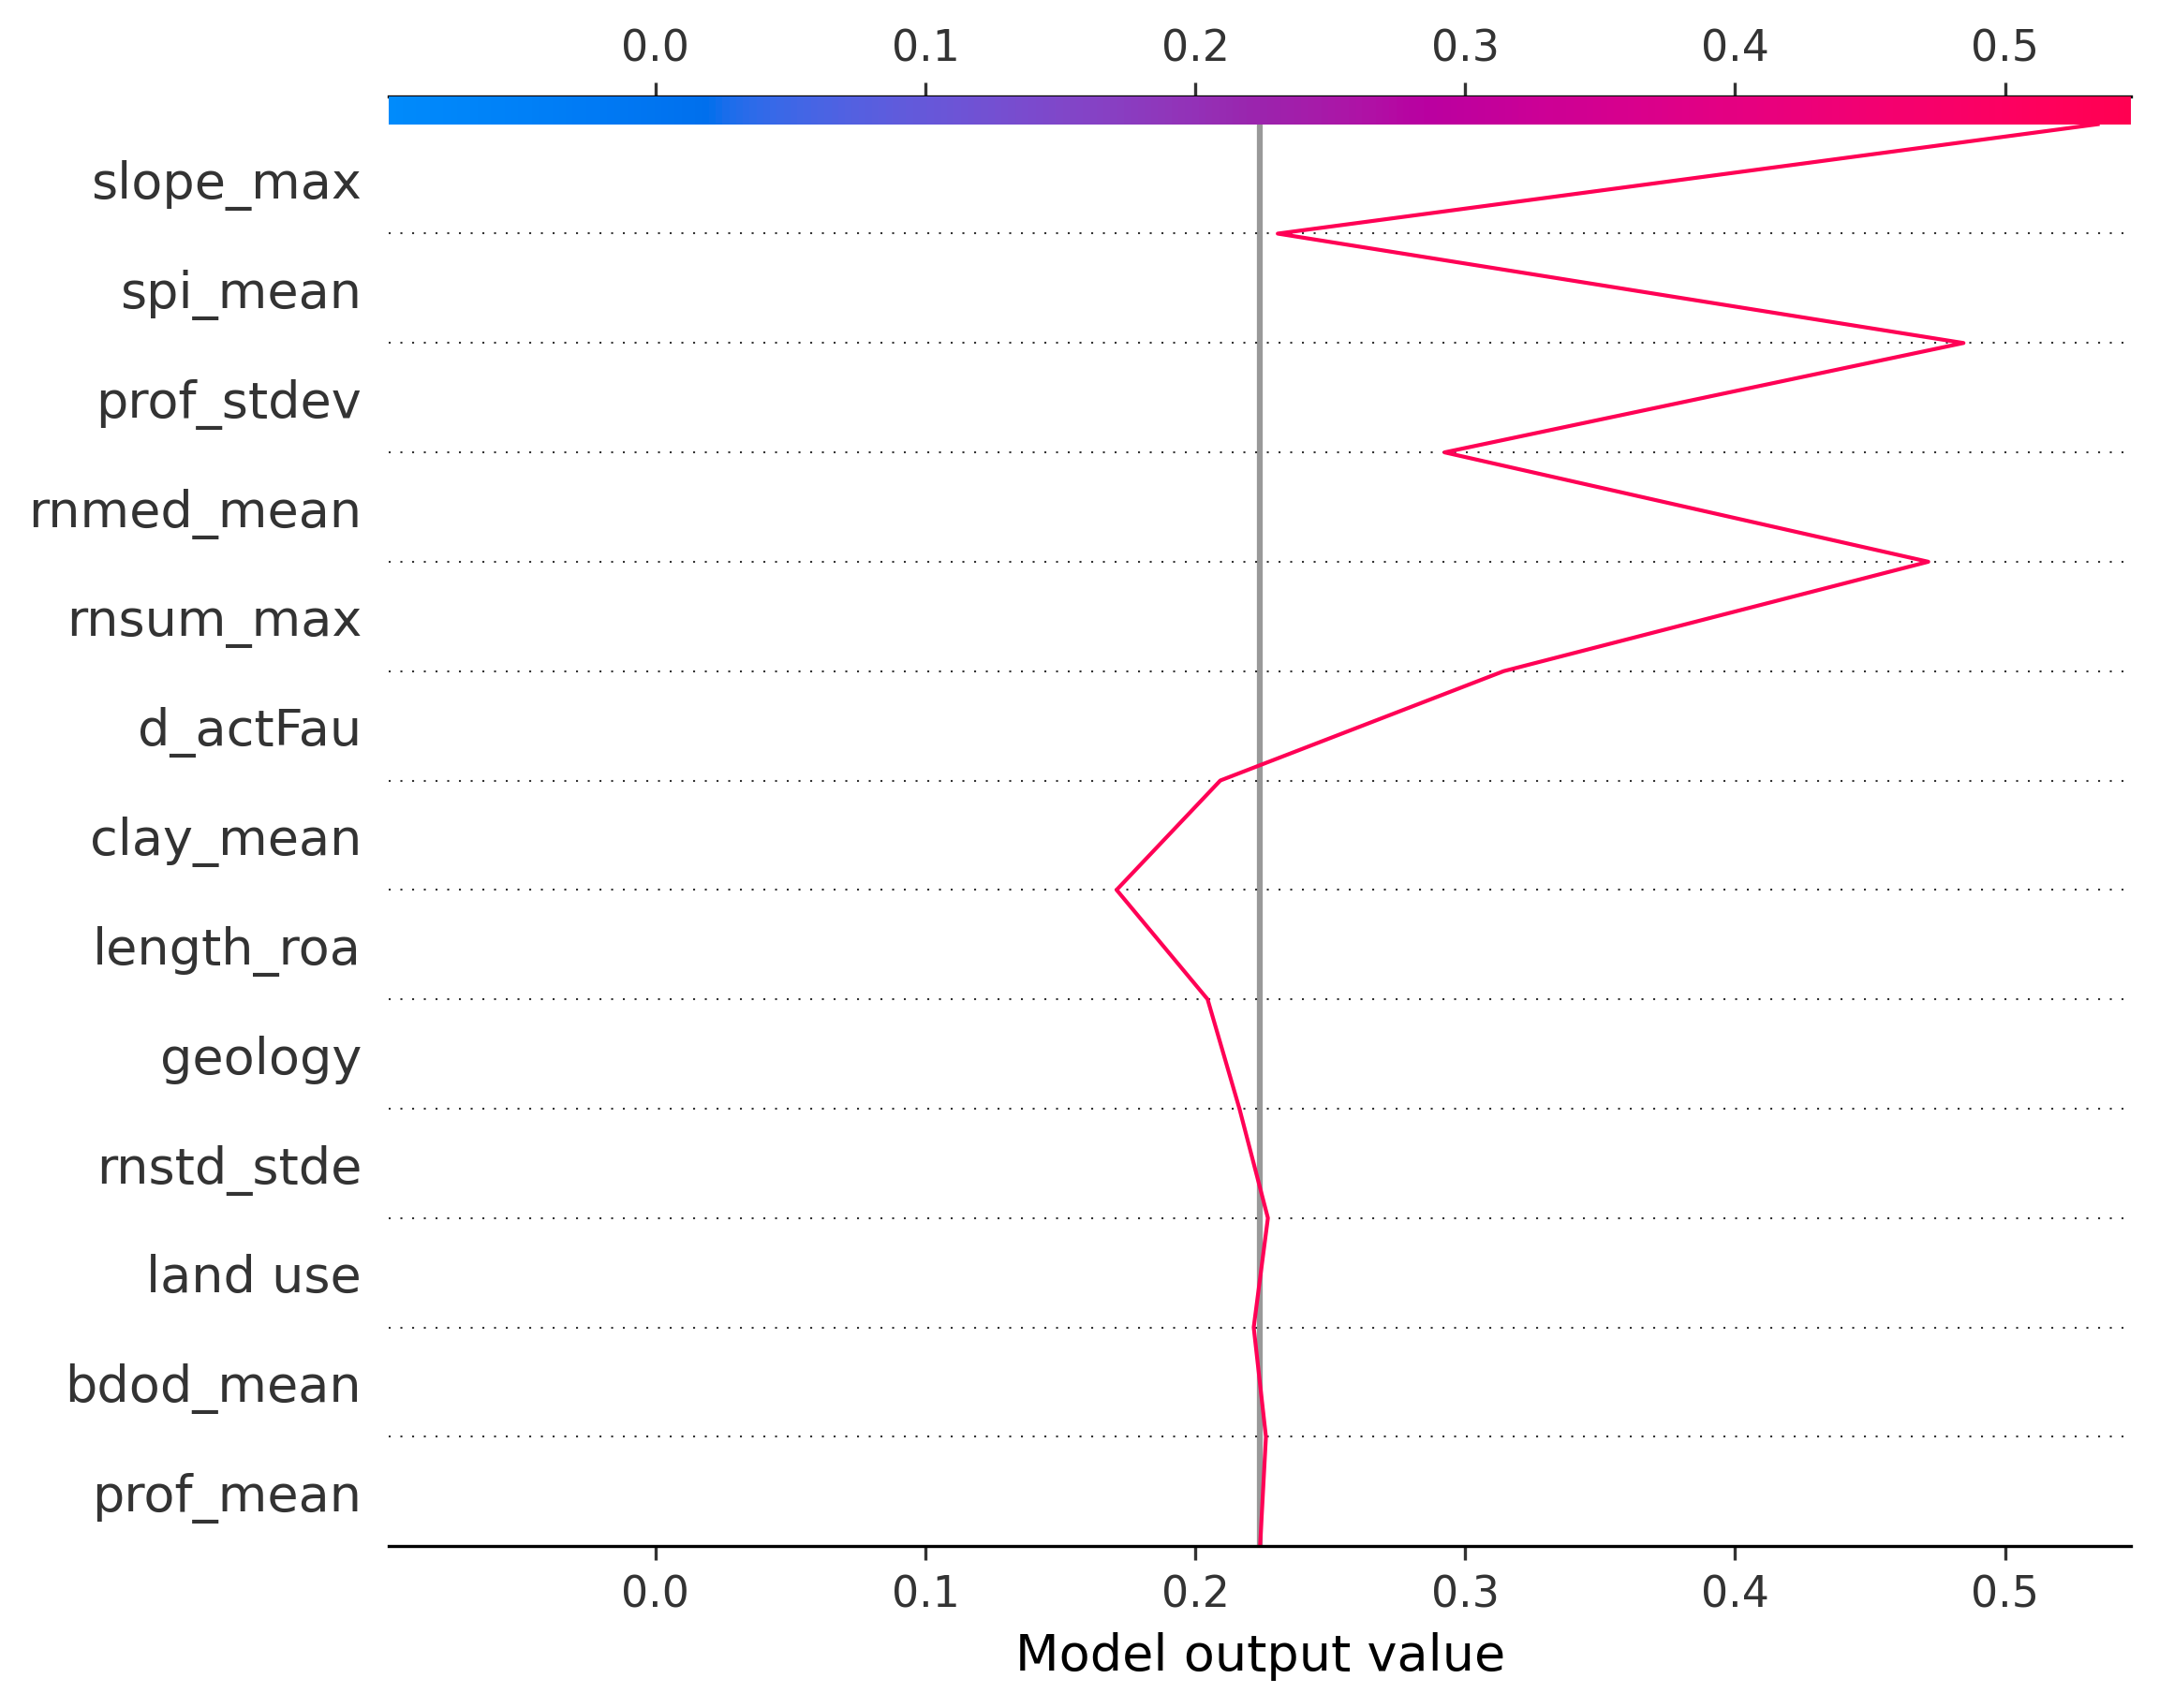 0.0 0.1 0.2 0.3 0.4 0.5
slope_max
spi_mean
prof_stdev
rnmed_mean
rnsum_max
d_actFau
clay_mean
length_roa
geology
rnstd_stde
land use
bdod_mean
prof_mean
0.0 0.1 0.2 0.3 0.4 0.5
Model output value